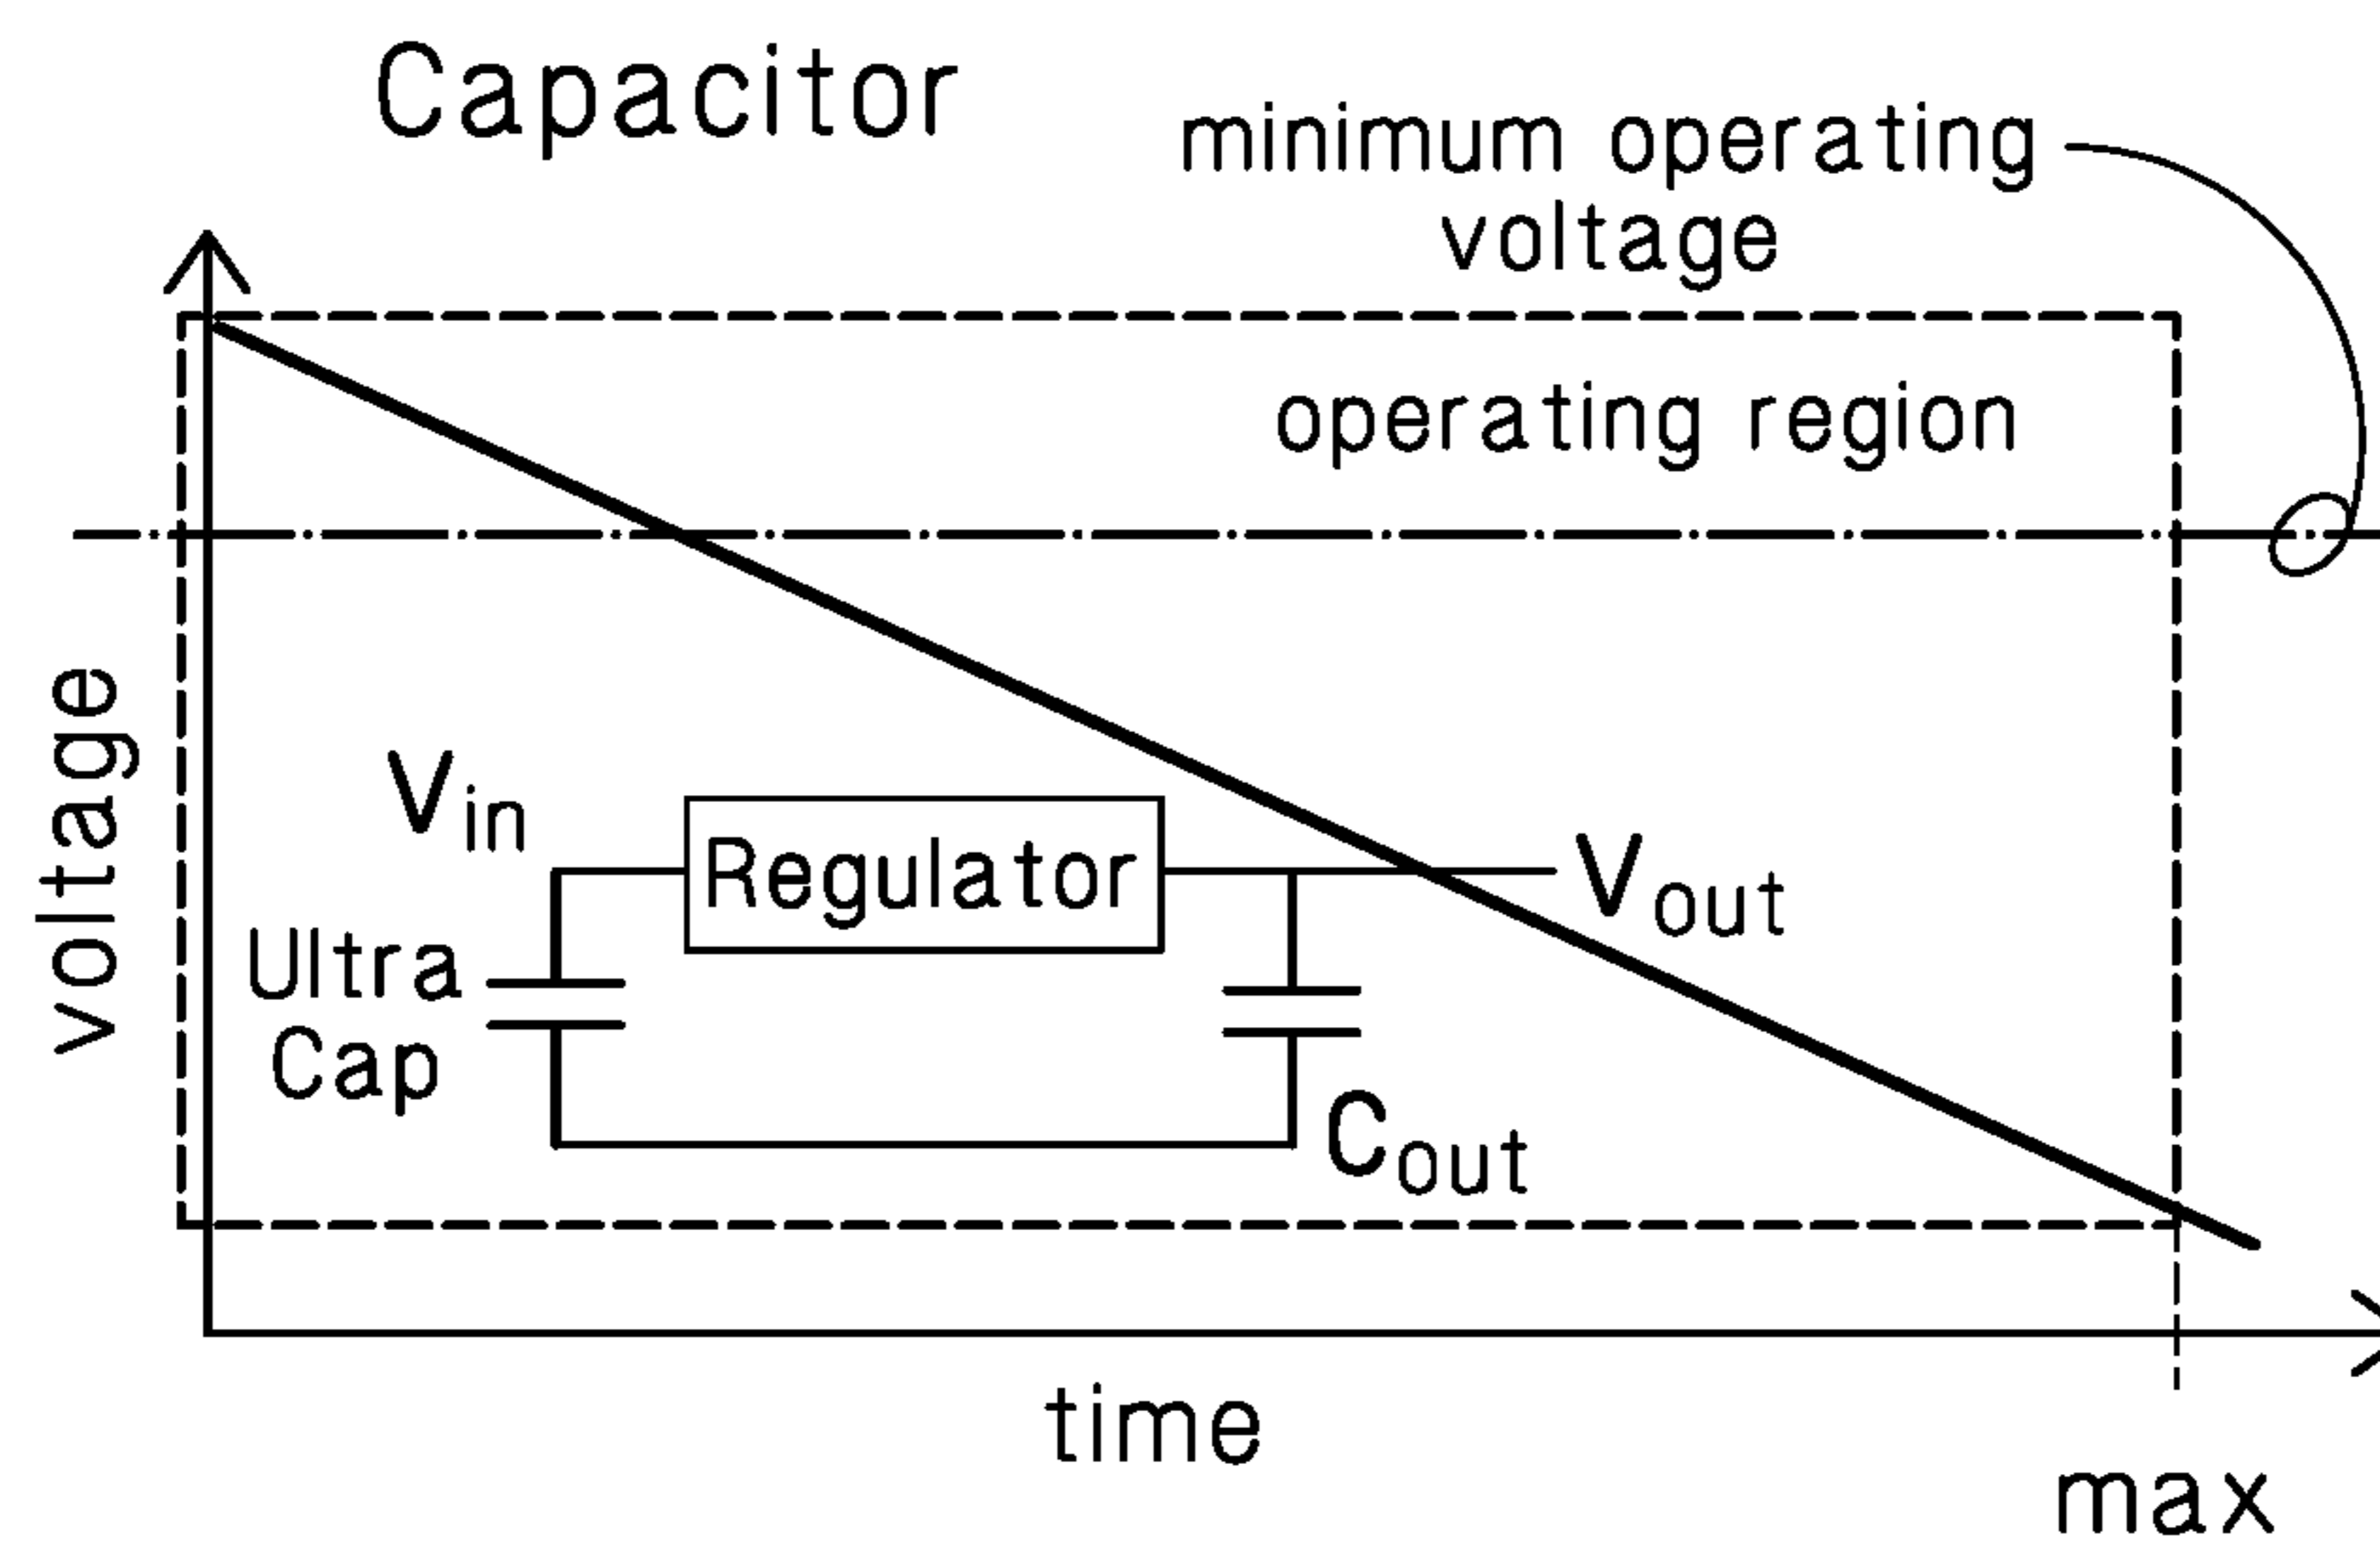 Capacitor
minimum operating
voltage
operating region
voltage
Vin
Regulator
Vout
Ultra
Cap
Cout
time
max